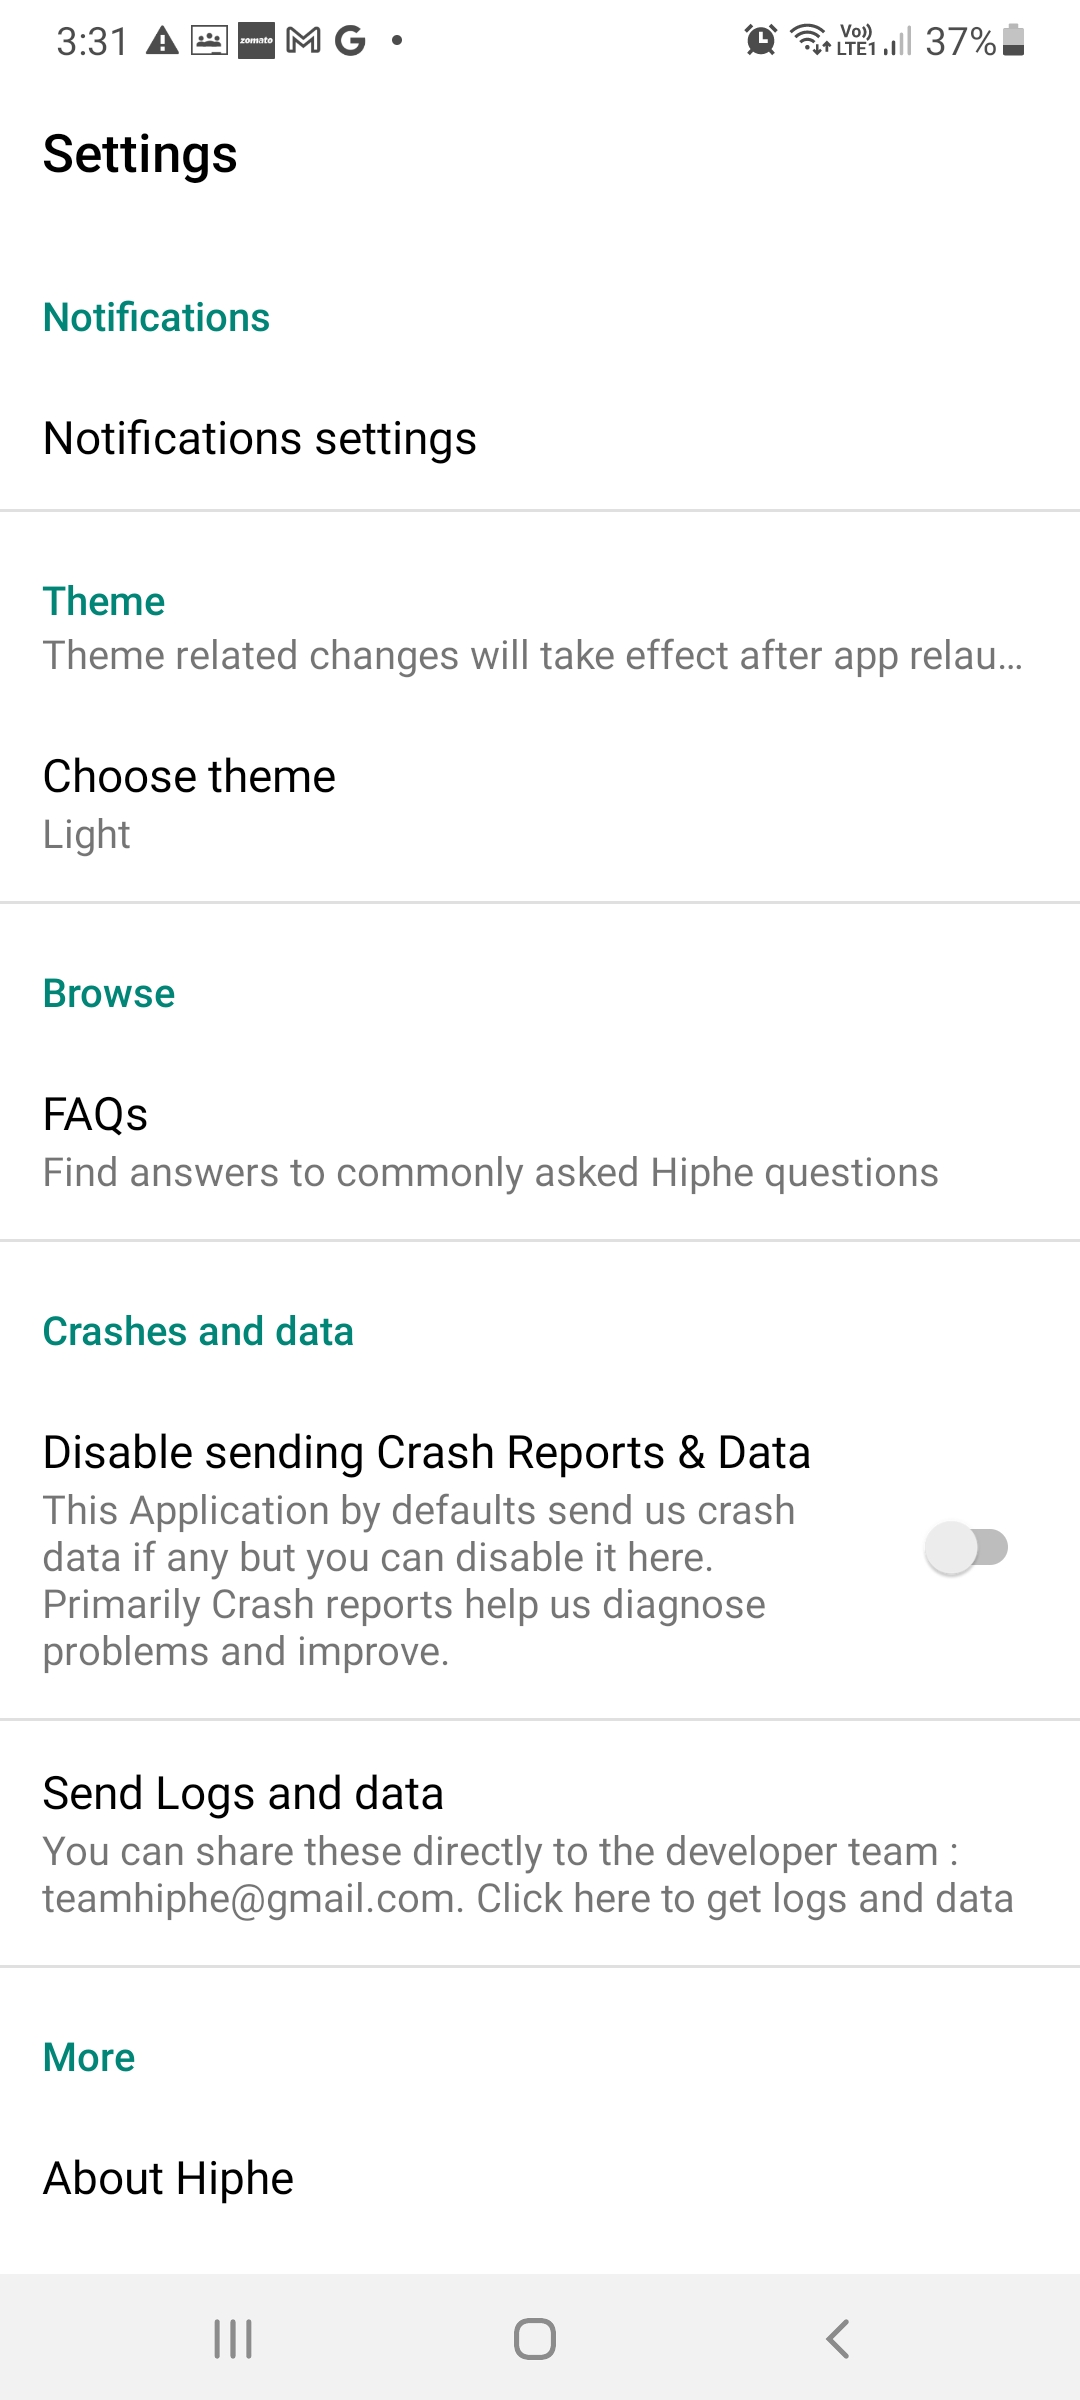 3:31 zomato Vo)) LTE1 37%
Settings
Notifications
Notifications settings
Theme
Theme related changes will take effect after app relau...
Choose theme
Light
Browse
FAQs
Find answers to commonly asked Hiphe questions
Crashes and data
Disable sending Crash Reports & Data
This Application by defaults send us crash
data if any but you can disable it here.
Primarily Crash reports help us diagnose
problems and improve.
Send Logs and data
You can share these directly to the developer team :
teamhiphe@gmail.com. Click here to get logs and data
More
About Hiphe